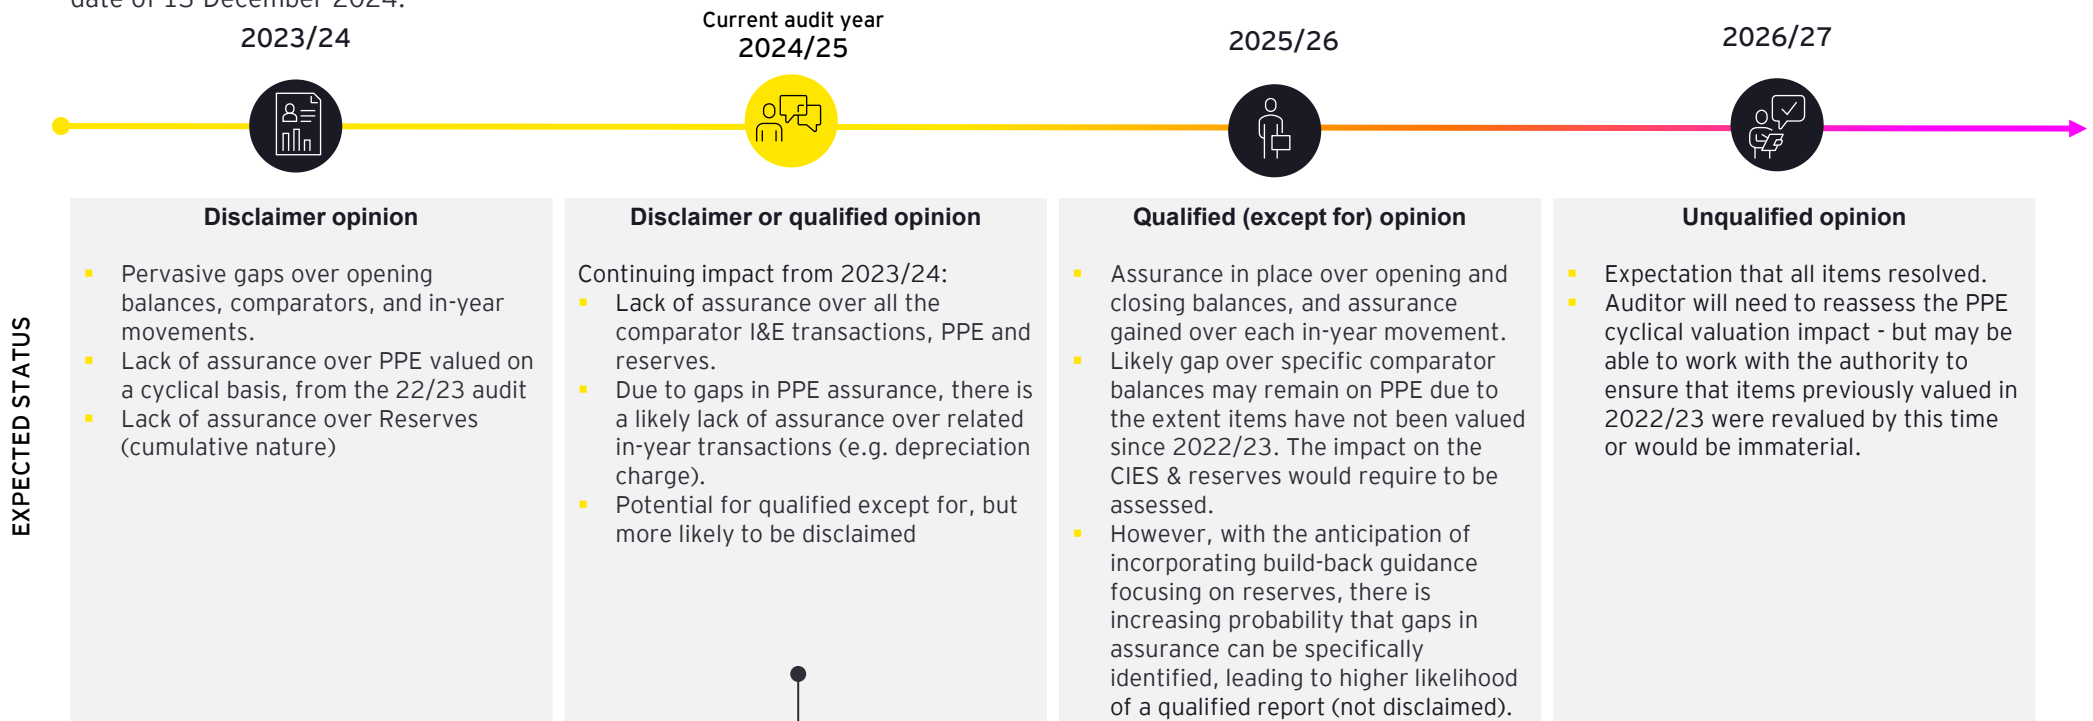 date of 13 December 2024.
2023/24
Current audit year
2024/25
2025/26
2026/27
EXPECTED STATUS
Disclaimer opinion
Pervasive gaps over opening
balances, comparators, and in-year
movements.
Lack of assurance over PPE valued on
a cyclical basis, from the 22/23 audit
Lack of assurance over Reserves
(cumulative nature)
Disclaimer or qualified opinion
Continuing impact from 2023/24:
Lack of assurance over all the
comparator I&E transactions, PPE and
reserves.
Due to gaps in PPE assurance, there is
a likely lack of assurance over related
in-year transactions (e.g. depreciation
charge).
Potential for qualified except for, but
more likely to be disclaimed
Qualified (except for) opinion
Assurance in place over opening and
closing balances, and assurance
gained over each in-year movement.
Likely gap over specific comparator
balances may remain on PPE due to
the extent items have not been valued
since 2022/23. The impact on the
CIES & reserves would require to be
assessed.
However, with the anticipation of
incorporating build-back guidance
focusing on reserves, there is
increasing probability that gaps in
assurance can be specifically
identified, leading to higher likelihood
of a qualified report (not disclaimed).
Unqualified opinion
Expectation that all items resolved.
Auditor will need to reassess the PPE
cyclical valuation impact - but may be
able to work with the authority to
ensure that items previously valued in
2022/23 were revalued by this time
or would be immaterial.